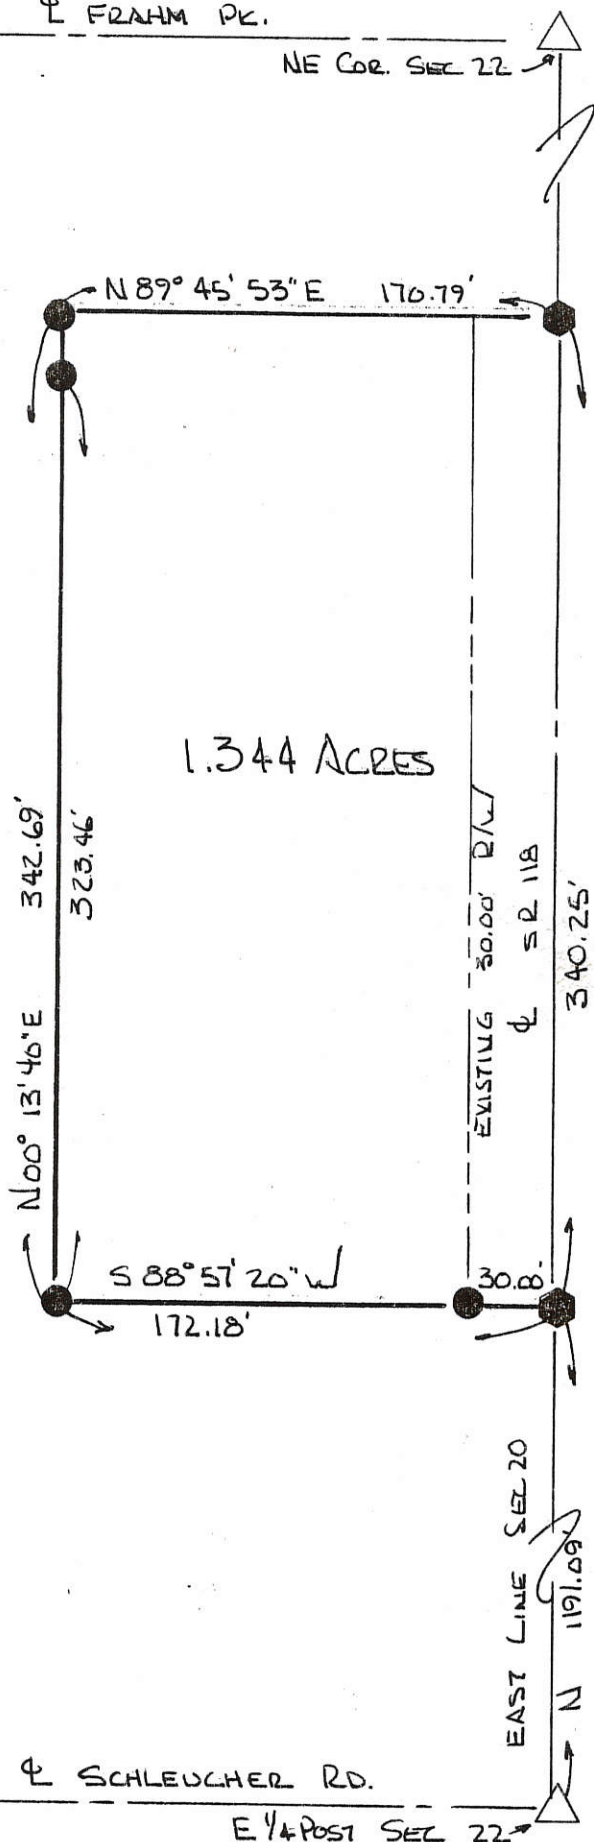 ℄ FRAHM PK.
NE COR. SEC 22
N 89° 45' 53" E 170.79'
1.344 ACRES
342.69'
323.46'
N00° 13' 40" E
EXISTING 30.00' R/W
℄ SR 118
340.25'
S 88° 57' 20" W
30.00'
172.18'
EAST LINE SEC 20
N 1191.09'
℄ SCHLEUCHER RD.
E 1/4 POST SEC 22